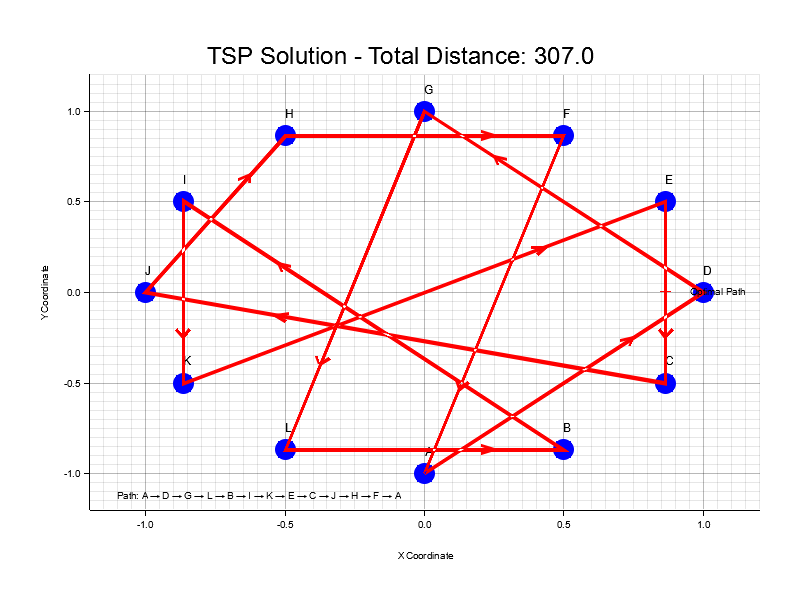 TSP Solution - Total Distance: 307.0
G
H
F
1.0
I
E
0.5
J
D
0.0
Optimal Path
Y Coordinate
K
C
-0.5
L
B
A
-1.0
Path: A → D → G → L → B → I → K → E → C → J → H → F → A
-1.0 -0.5 0.0 0.5 1.0
X Coordinate